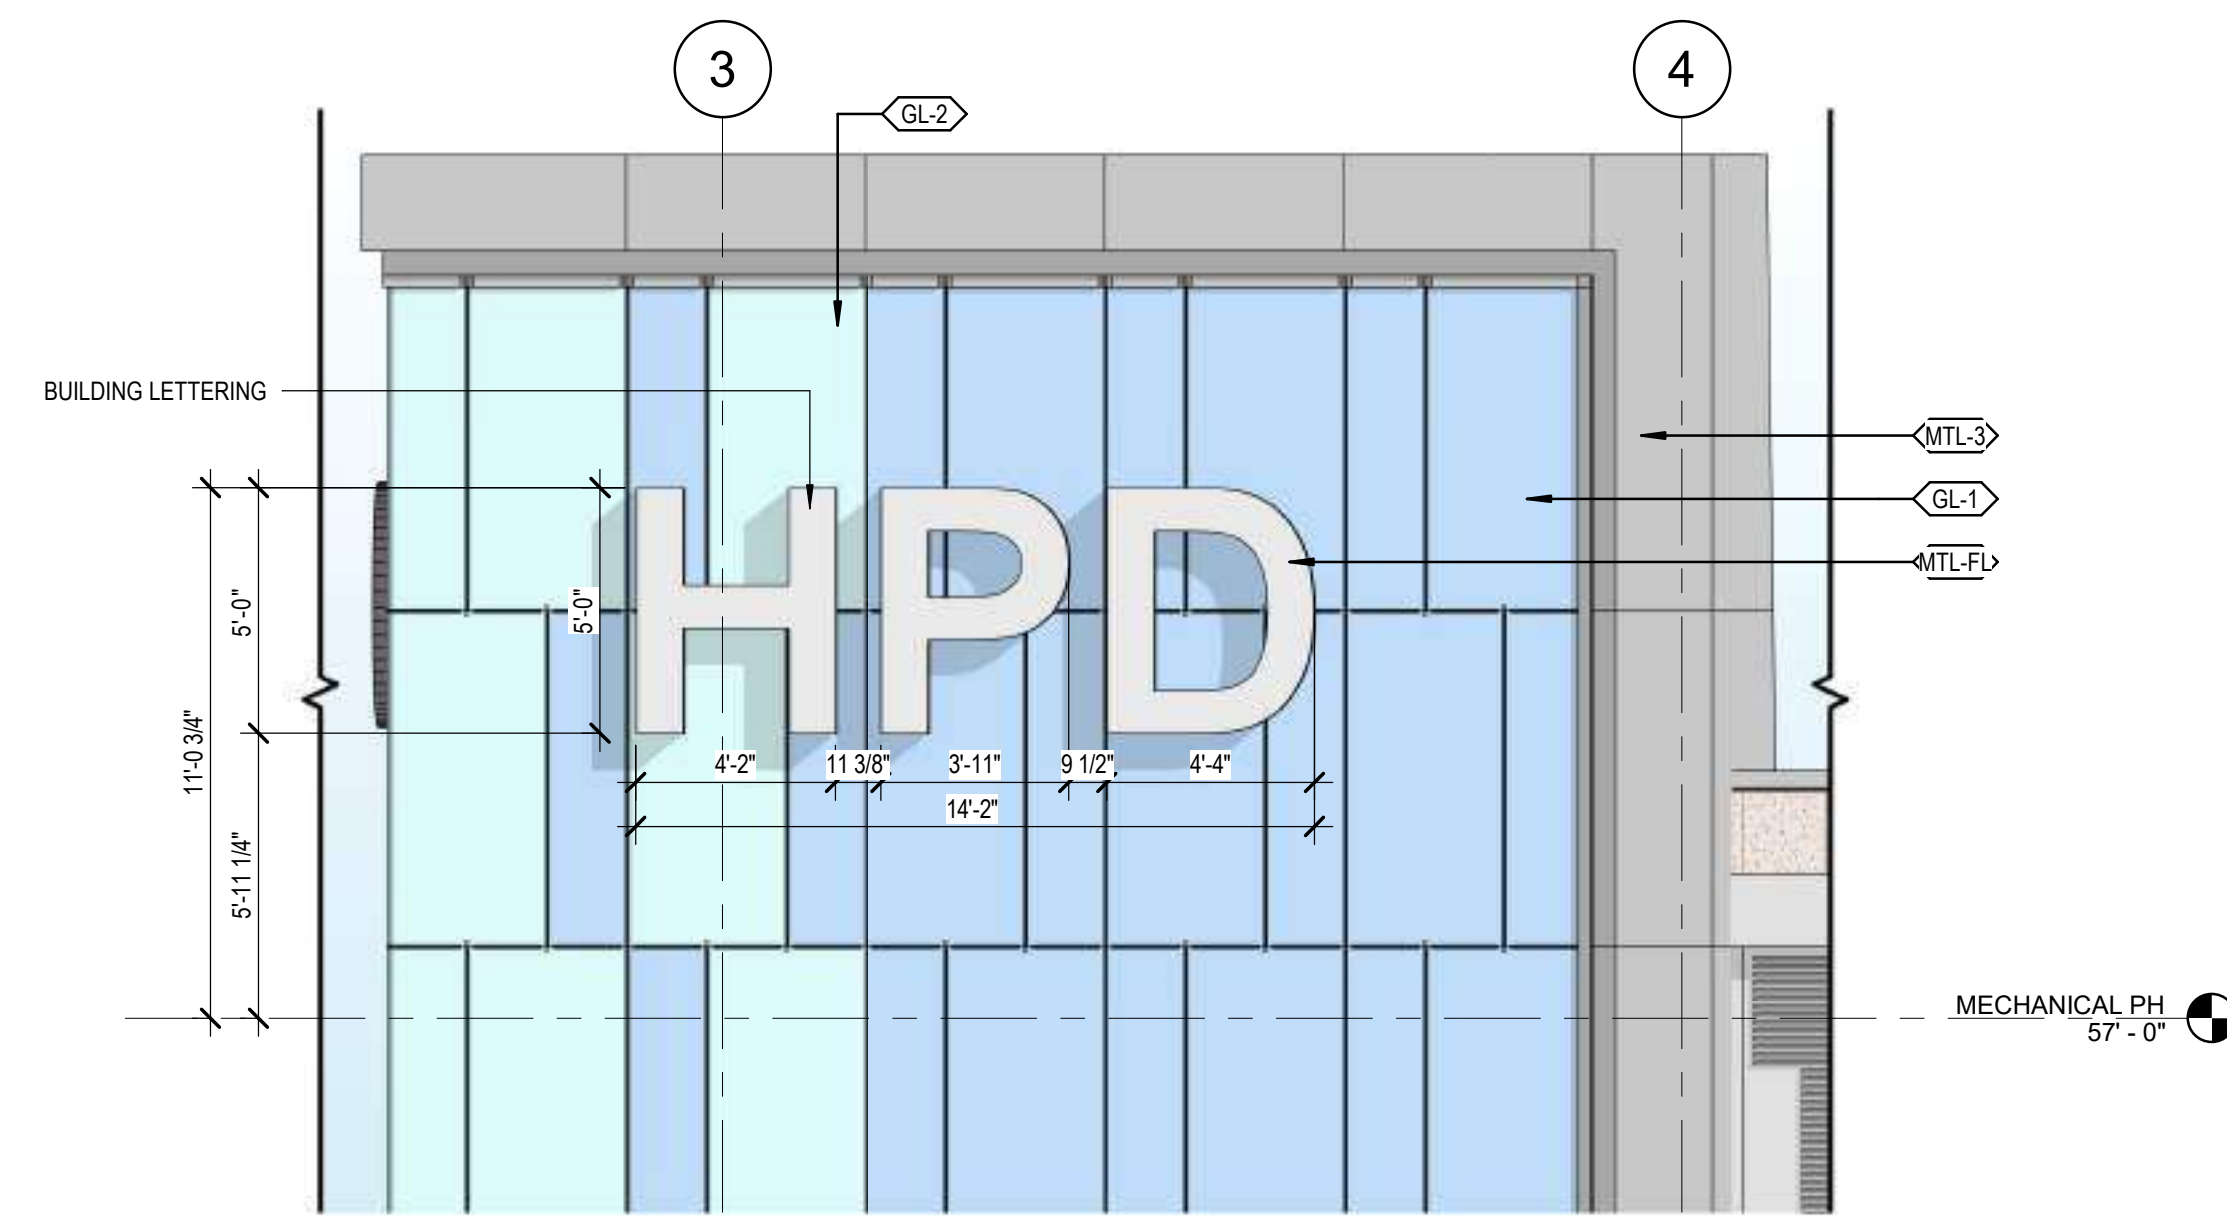 3
4
GL-2
BUILDING LETTERING
MTL-3
GL-1
MTL-FL
HPD
5'-0"
5'-0"
11'-0 3/4"
5'-11 1/4"
4'-2"
11 3/8"
3'-11"
9 1/2"
4'-4"
14'-2"
MECHANICAL PH
57' - 0"